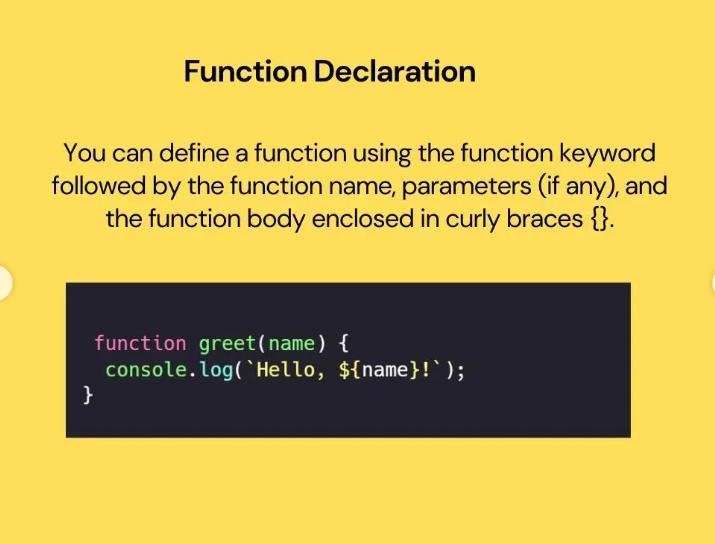 Function Declaration
You can define a function using the function keyword
followed by the function name, parameters (if any), and
the function body enclosed in curly braces {}.
function greet(name) {
console.log(`Hello, ${name}!`);
}